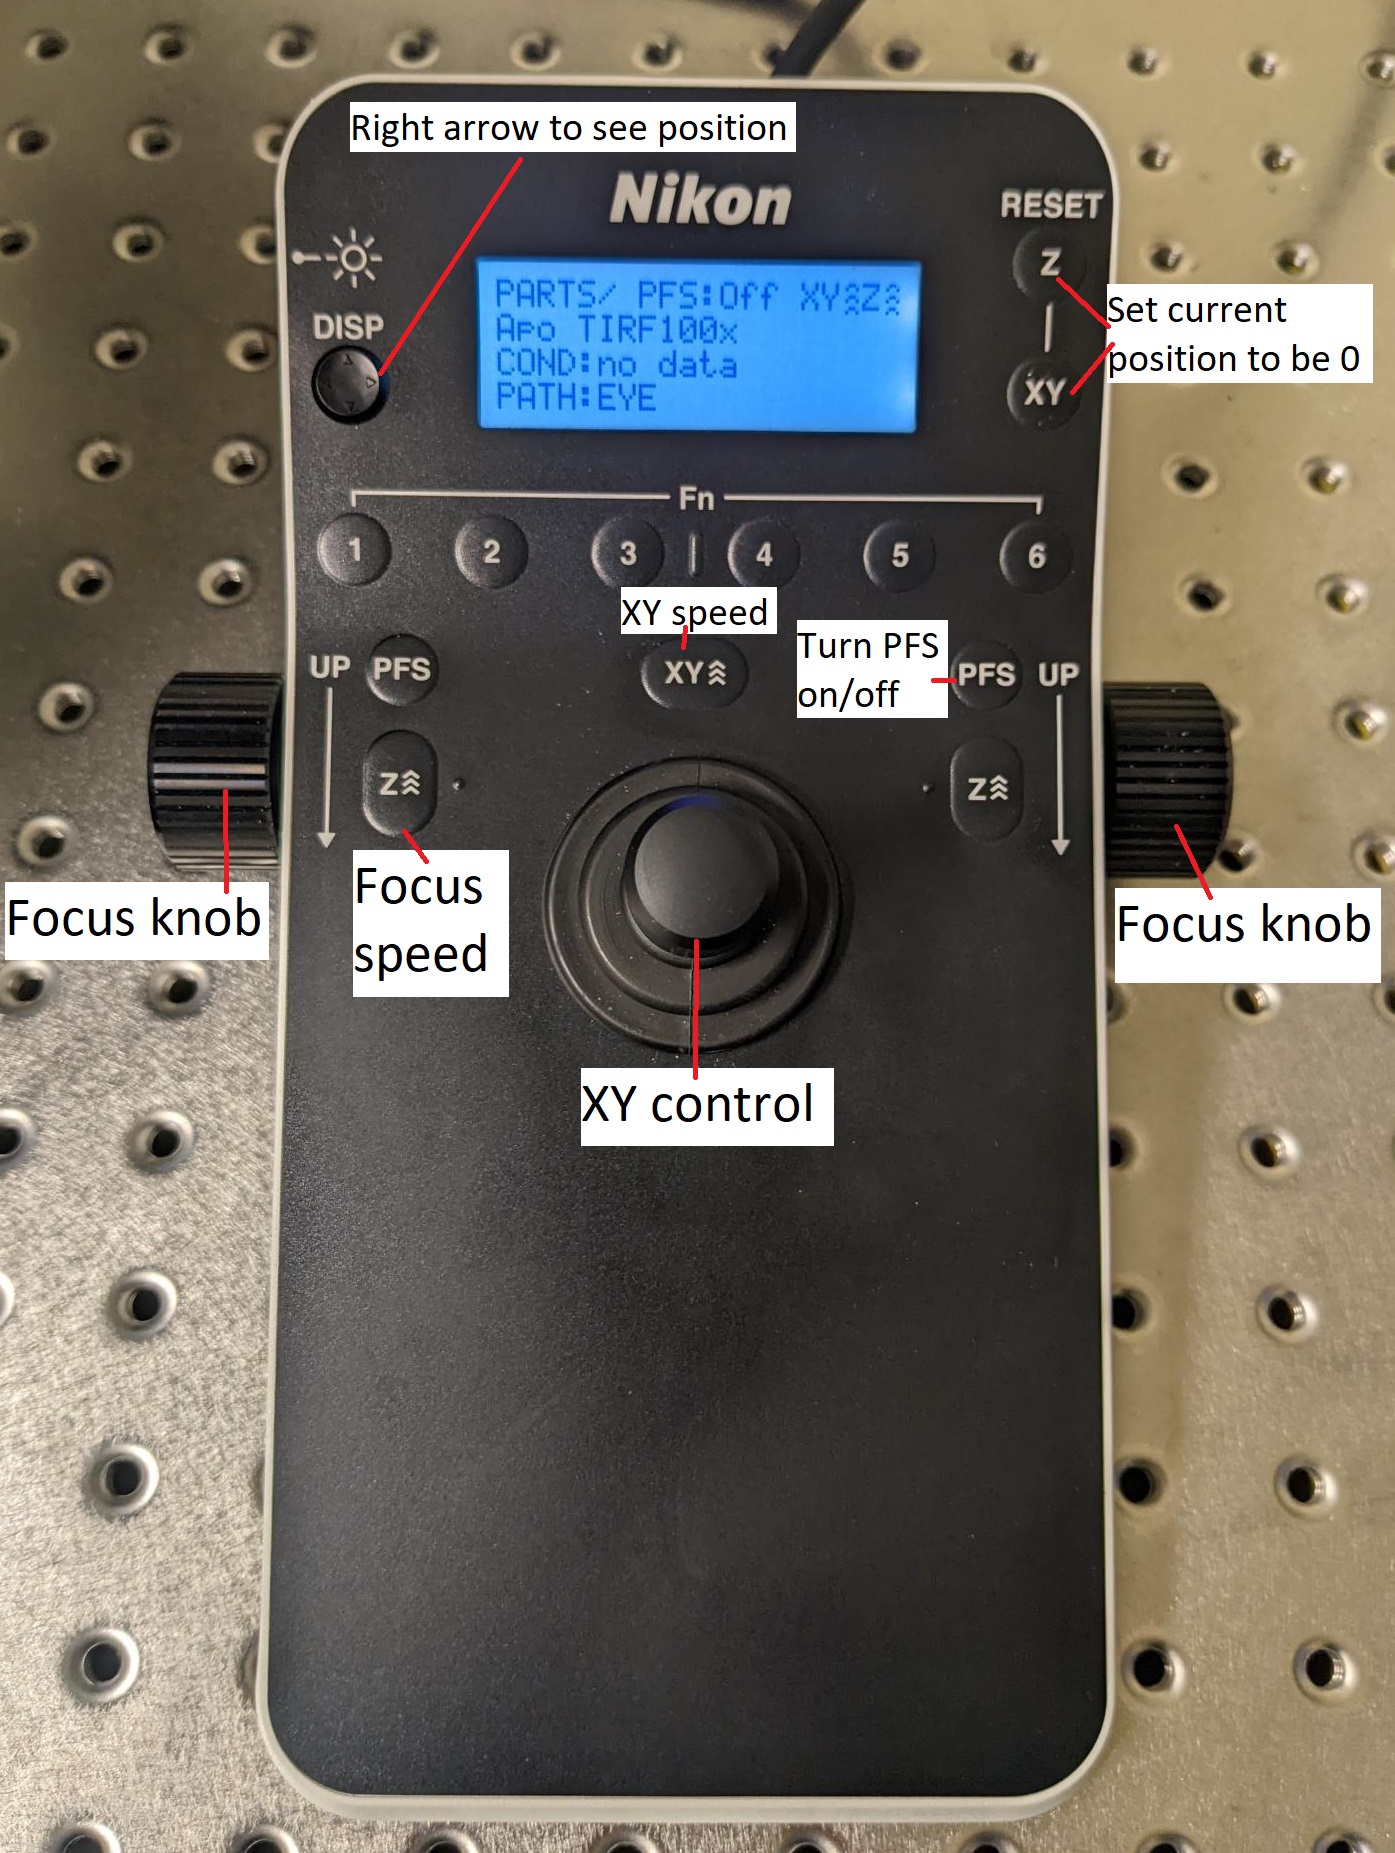 Right arrow to see position
Nikon
RESET
Z
DISP
PARTS/ PFS:Off XY Z
Apo TIRF100x
COND:no data
PATH:EYE
Set current
position to be 0
XY
Fn
1 2 3 4 5 6
XY speed
UP PFS
XY
Turn PFS
on/off
PFS UP
Z
Z
Focus knob
Focus
speed
Focus knob
XY control